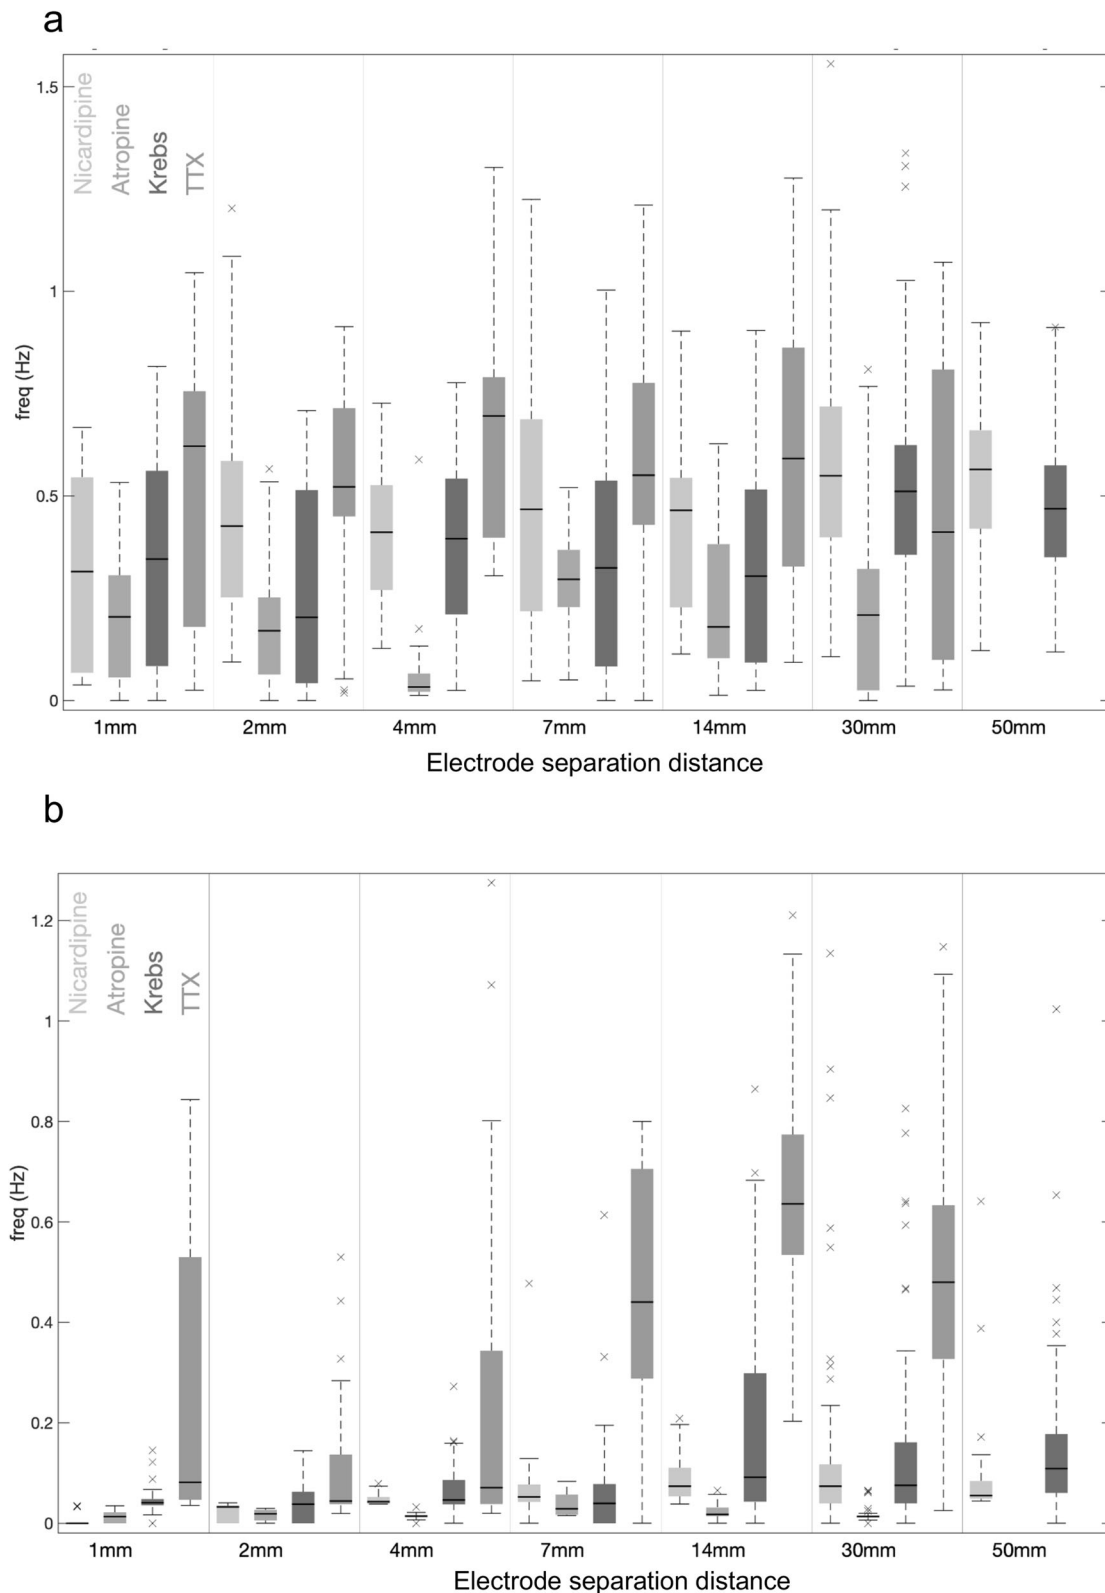 a
1.5
1
0.5
0
freq (Hz)
Nicardipine
Atropine
Krebs
TTX
1mm 2mm 4mm 7mm 14mm 30mm 50mm
Electrode separation distance
b
1.2
1
0.8
0.6
0.4
0.2
0
freq (Hz)
Nicardipine
Atropine
Krebs
TTX
1mm 2mm 4mm 7mm 14mm 30mm 50mm
Electrode separation distance